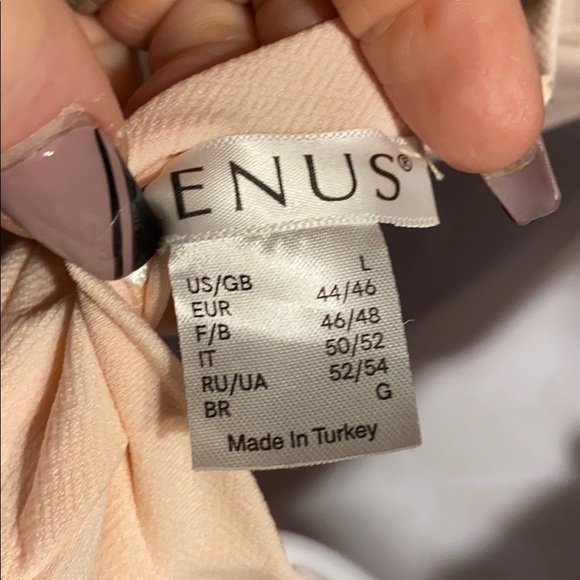 ENUS®
US/GB L
EUR 44/46
F/B 46/48
IT 50/52
RU/UA 52/54
BR G
Made In Turkey